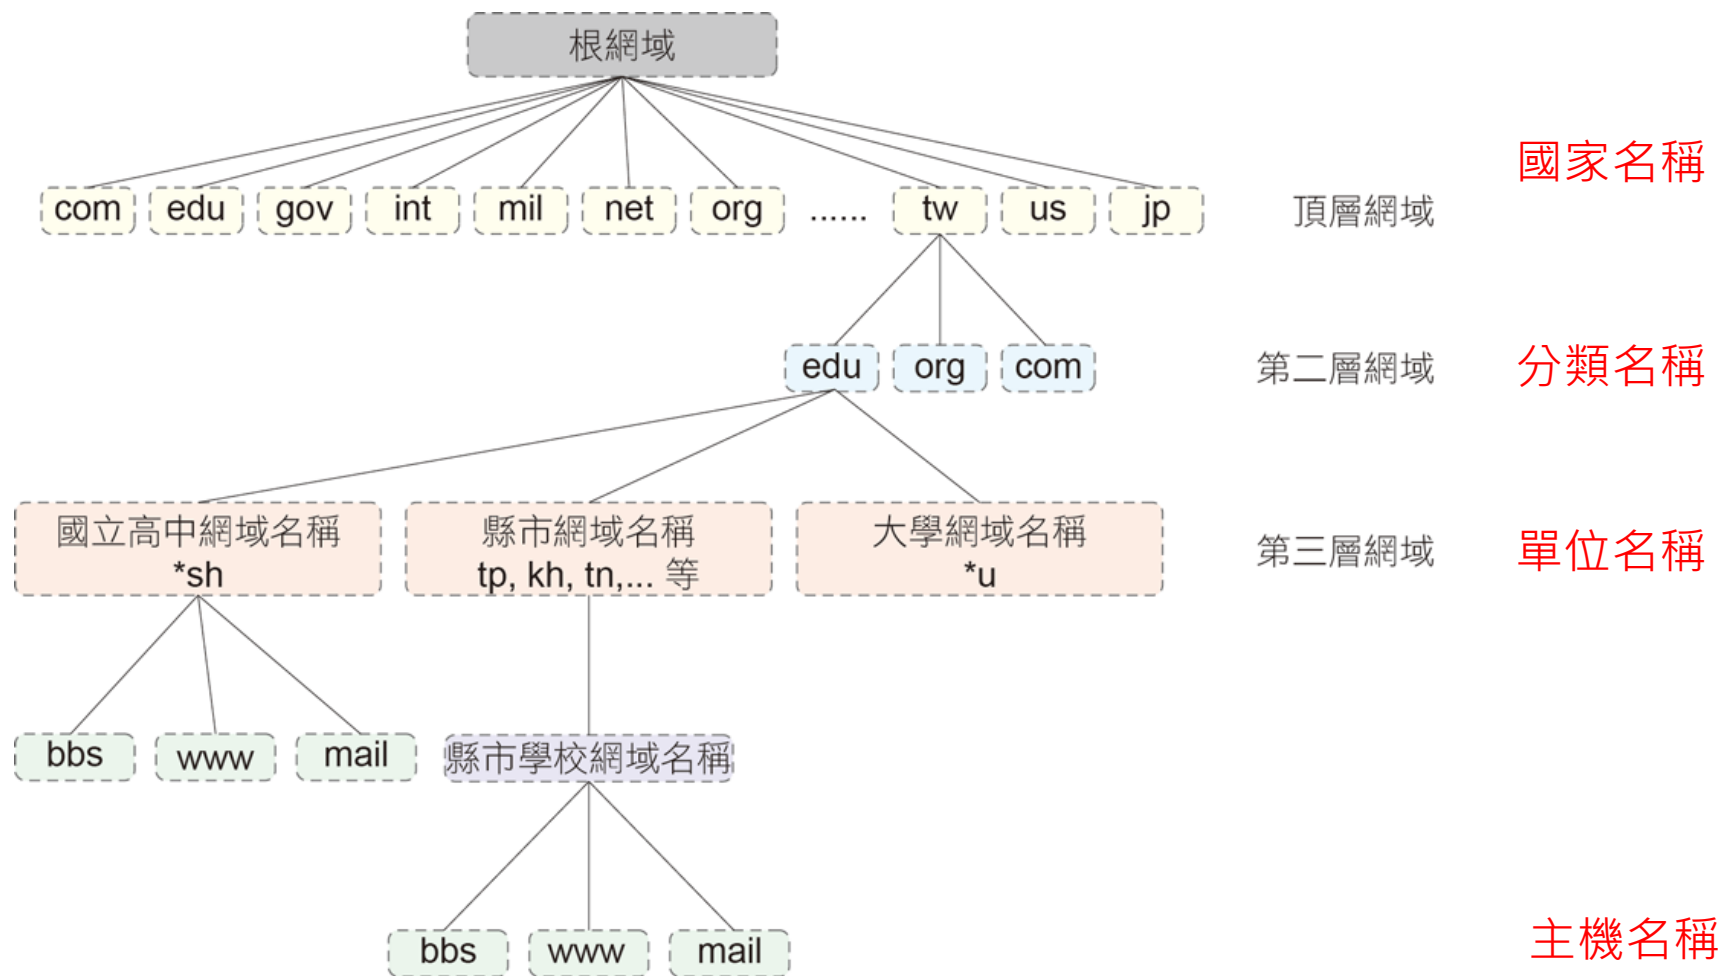 根網域
國家名稱
com edu gov int mil net org ...... tw us jp 頂層網域
edu org com 第二層網域 分類名稱
國立高中網域名稱
*sh
縣市網域名稱
tp, kh, tn,... 等
大學網域名稱
*u
第三層網域 單位名稱
bbs www mail 縣市學校網域名稱
bbs www mail
主機名稱